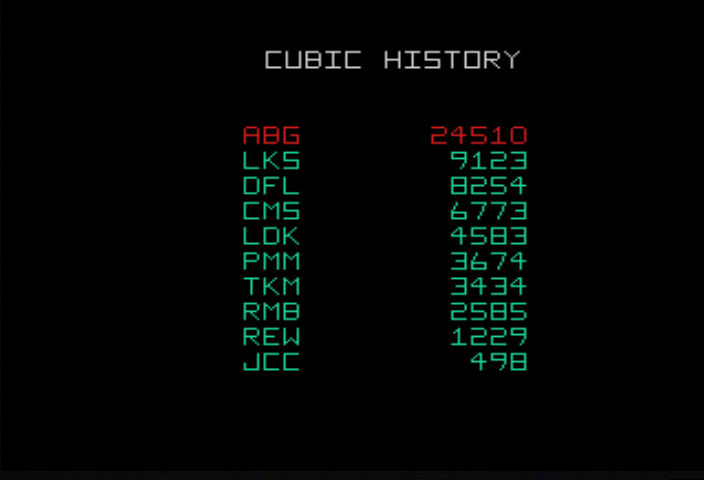 CUBIC HISTORY
ABG 24510
LKS 9123
DFL 8254
CMS 6773
LDK 4583
PMM 3674
TKM 3434
RMB 2585
REW 1229
JCC 498